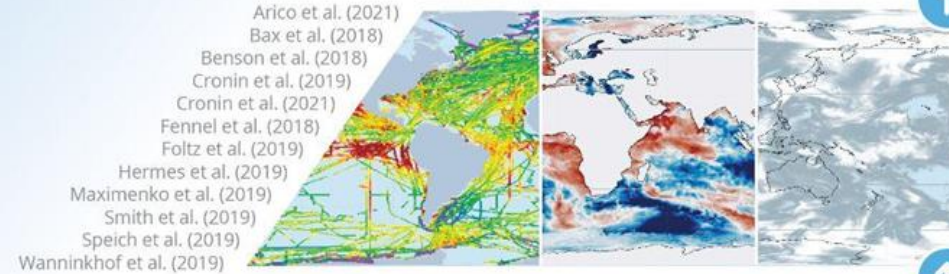 Arico et al. (2021)
Bax et al. (2018)
Benson et al. (2018)
Cronin et al. (2019)
Cronin et al. (2021)
Fennel et al. (2018)
Foltz et al. (2019)
Hermes et al. (2019)
Maximenko et al. (2019)
Smith et al. (2019)
Speich et al. (2019)
Wanninkhof et al. (2019)